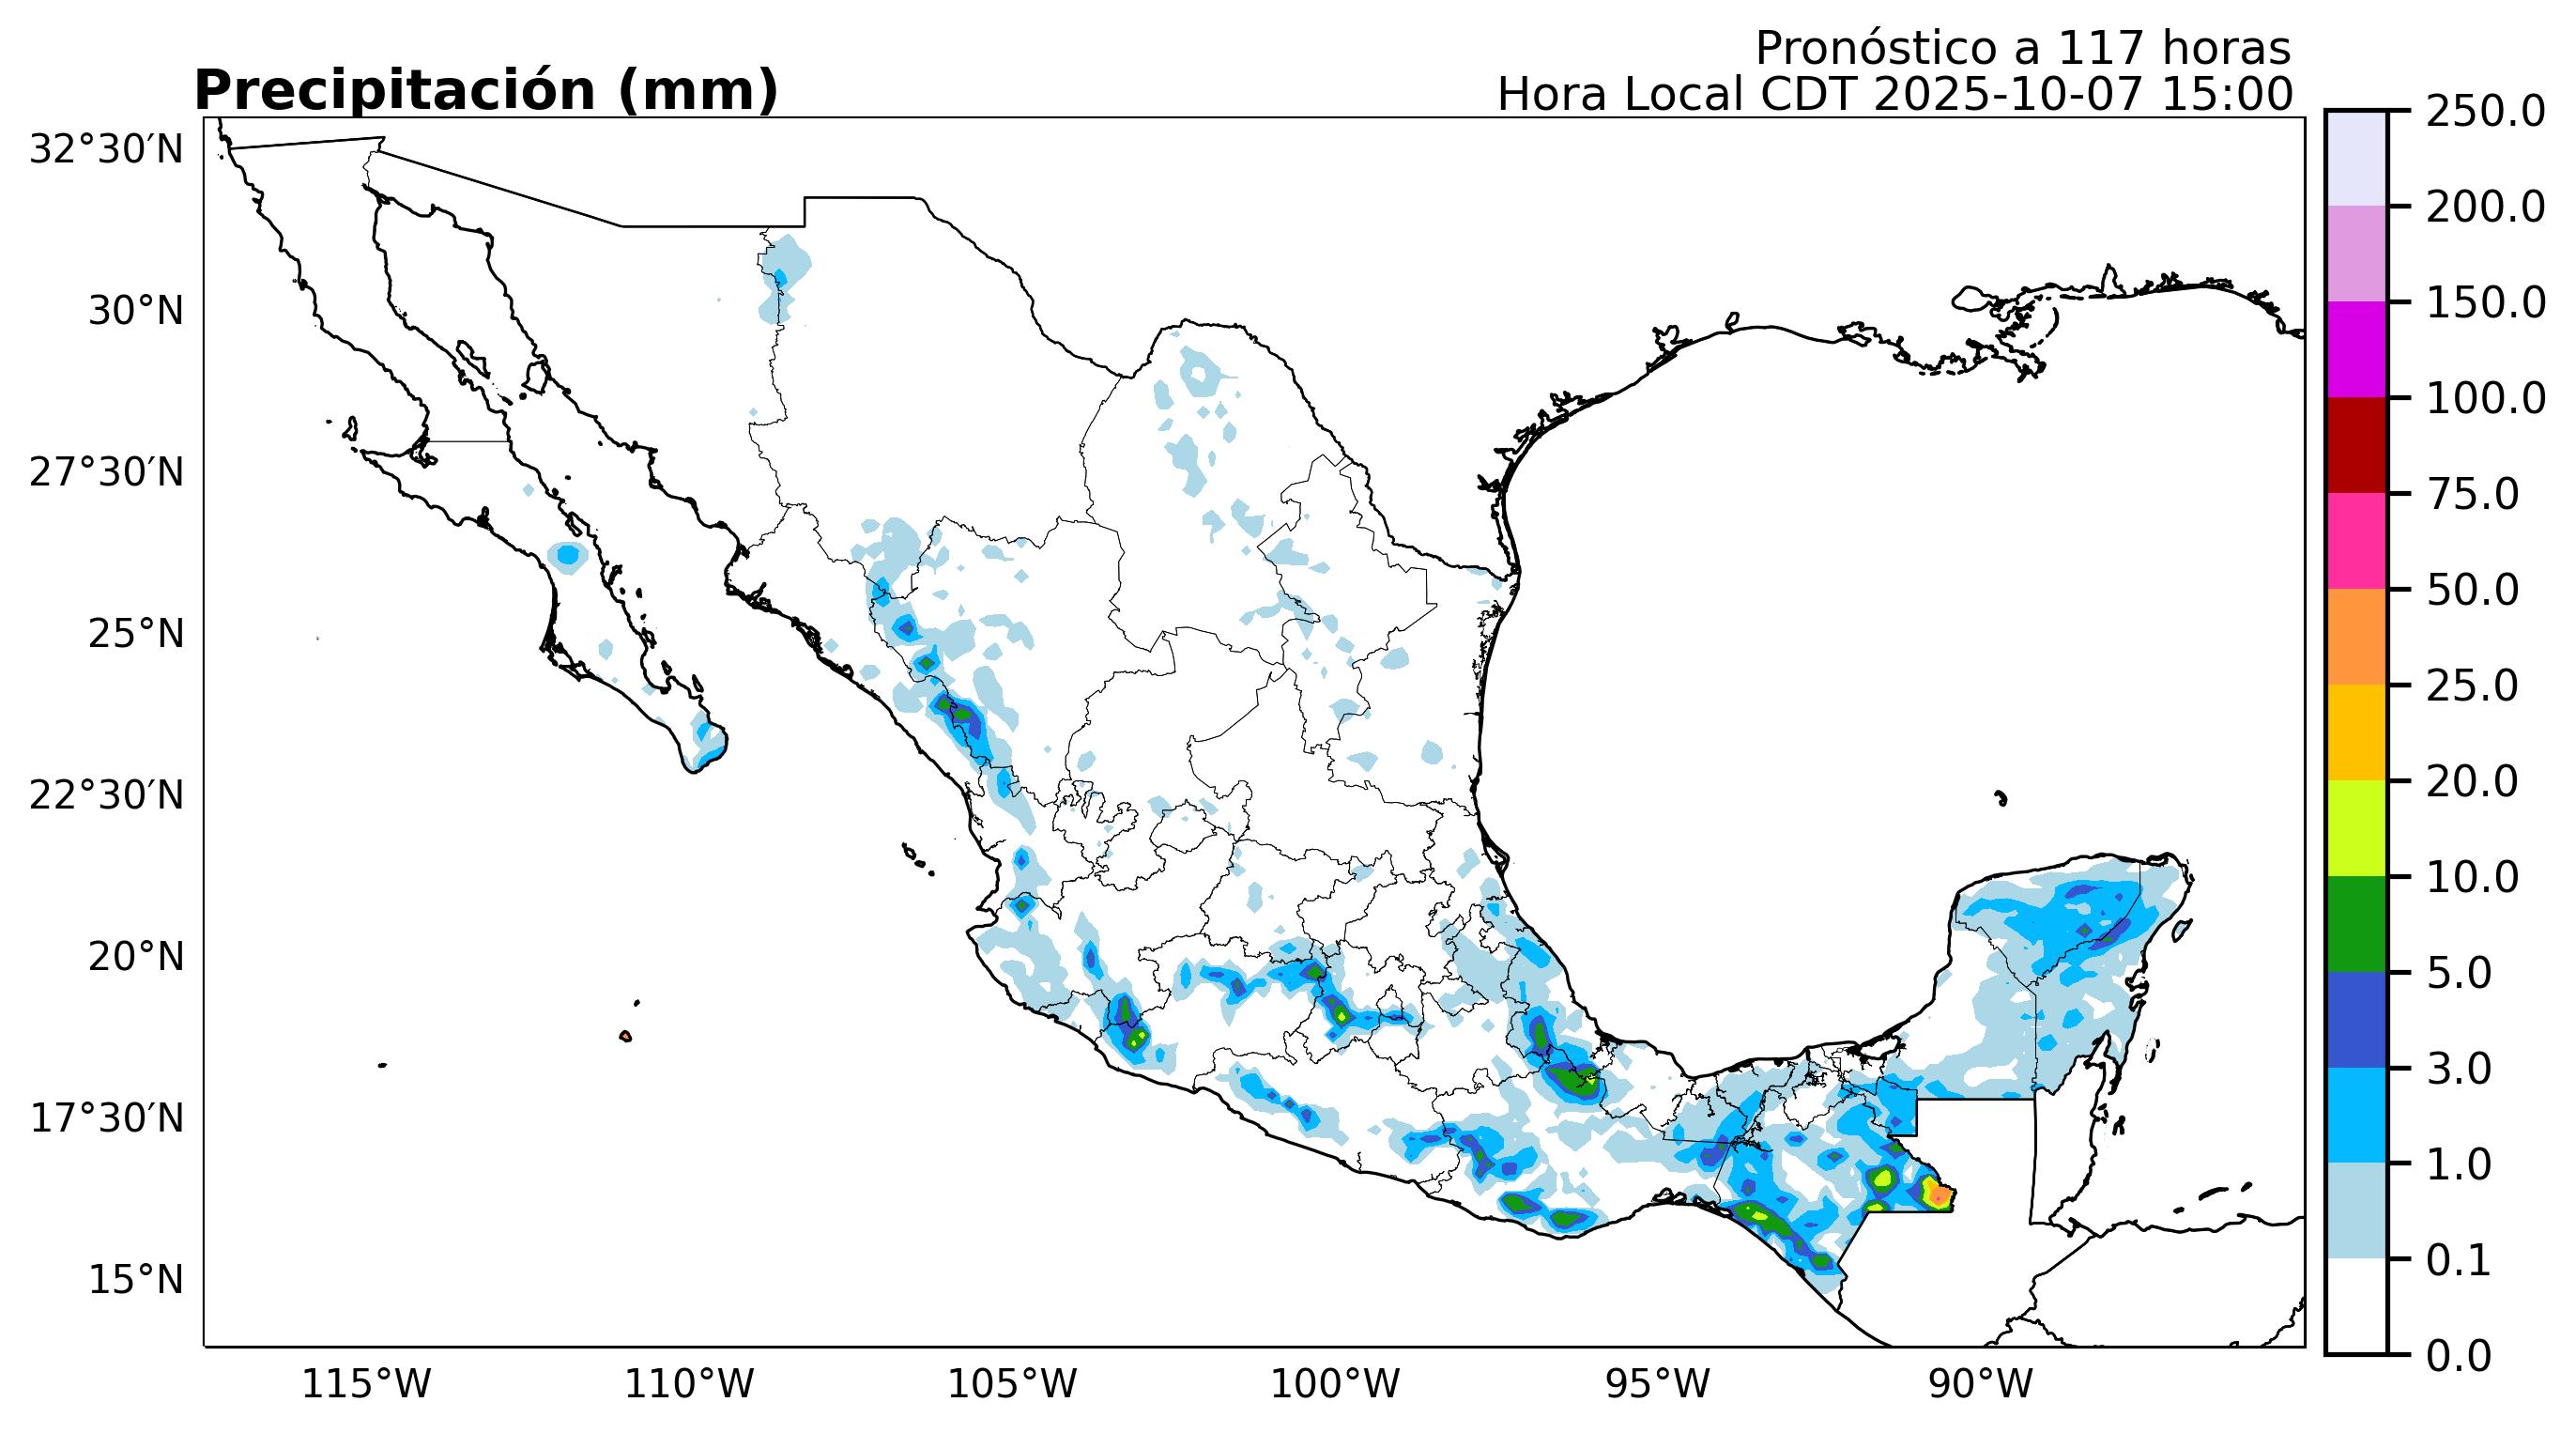 Pronóstico a 117 horas
Precipitación (mm)
Hora Local CDT 2025-10-07 15:00
32°30′N
30°N
27°30′N
25°N
22°30′N
20°N
17°30′N
15°N
115°W
110°W
105°W
100°W
95°W
90°W
250.0
200.0
150.0
100.0
75.0
50.0
25.0
20.0
10.0
5.0
3.0
1.0
0.1
0.0